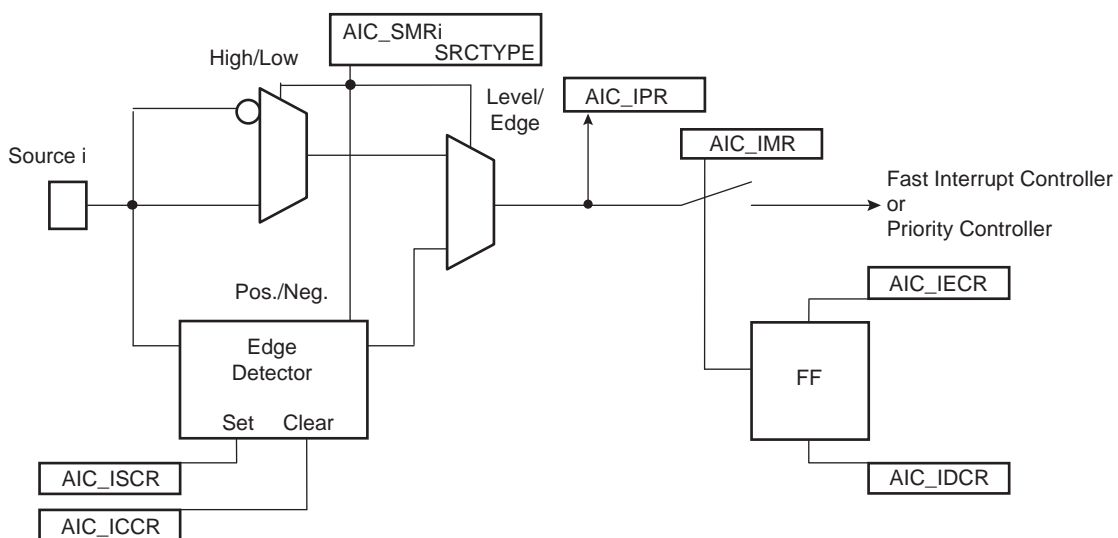 AIC_SMRi
SRCTYPE
High/Low
Level/
Edge
AIC_IPR
AIC_IMR
Source i
Fast Interrupt Controller
or
Priority Controller
Pos./Neg.
AIC_IECR
Edge
Detector
FF
Set Clear
AIC_ISCR
AIC_IDCR
AIC_ICCR